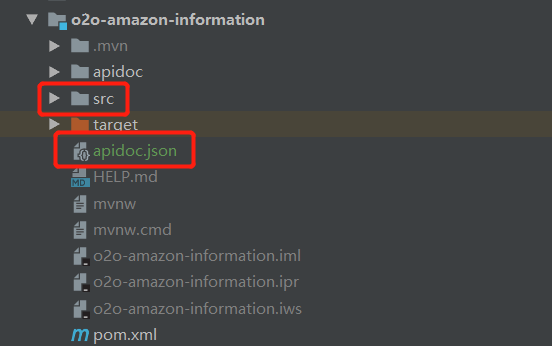 o2o-amazon-information
.mvn
apidoc
src
target
apidoc.json
HELP.md
mvnw
mvnw.cmd
o2o-amazon-information.iml
o2o-amazon-information.ipr
o2o-amazon-information.iws
pom.xml